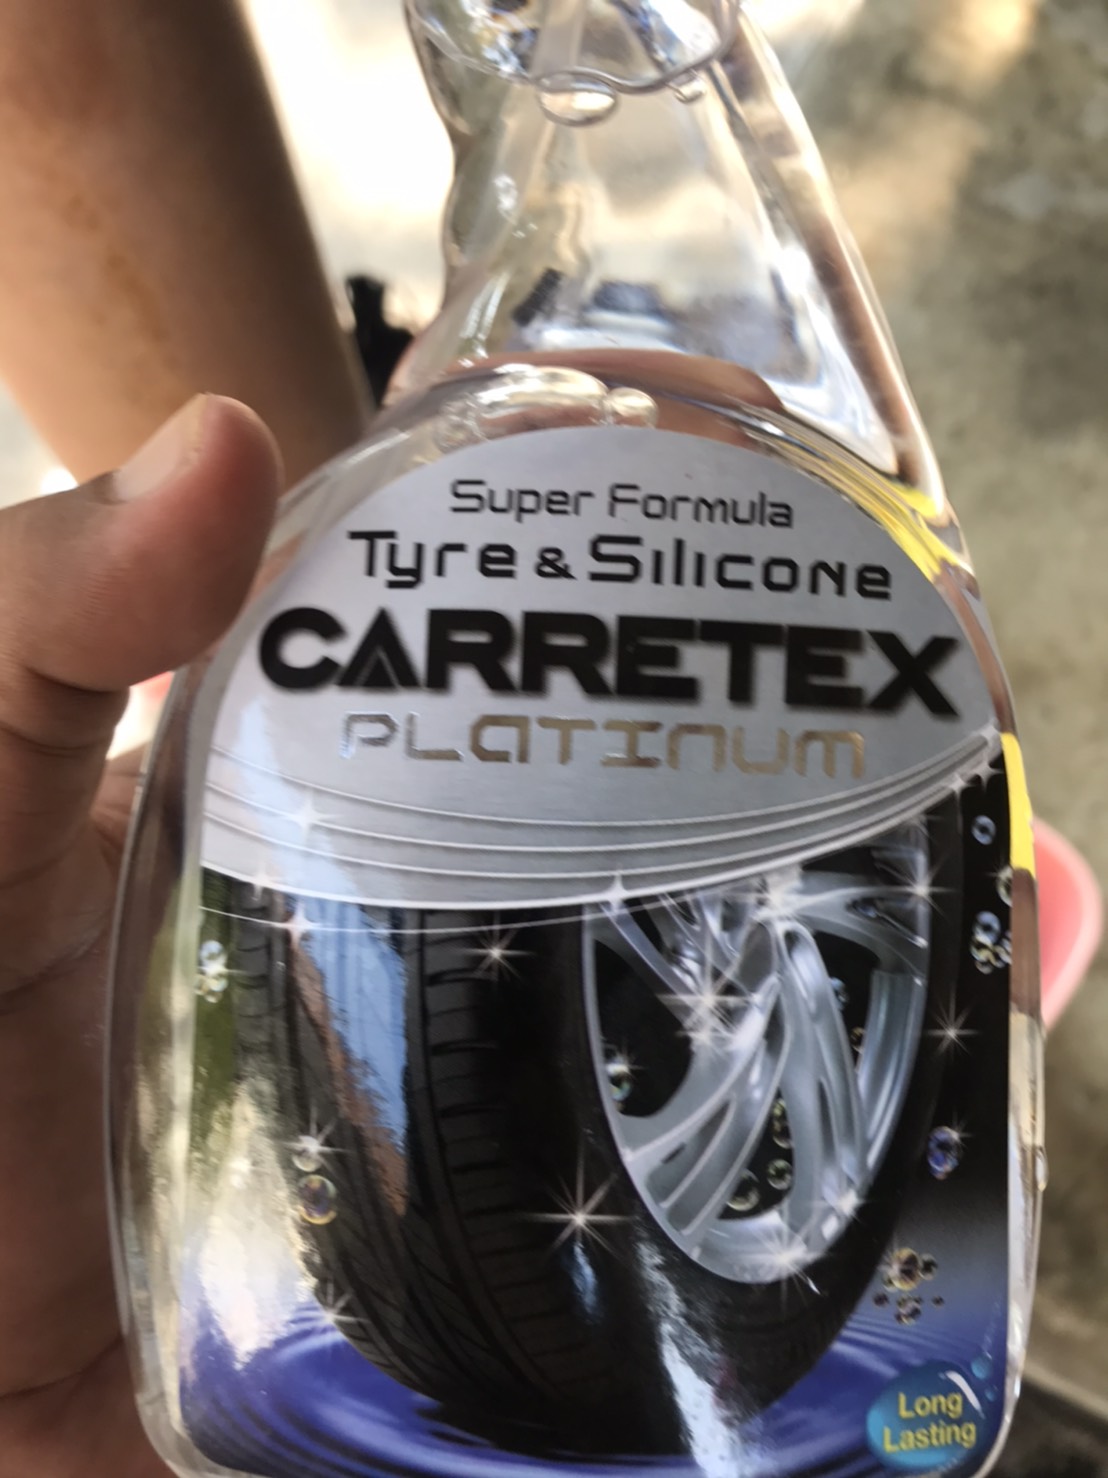 Super Formula
Tyre & Silicone
CARRETEX
PLATINUM
Long
Lasting